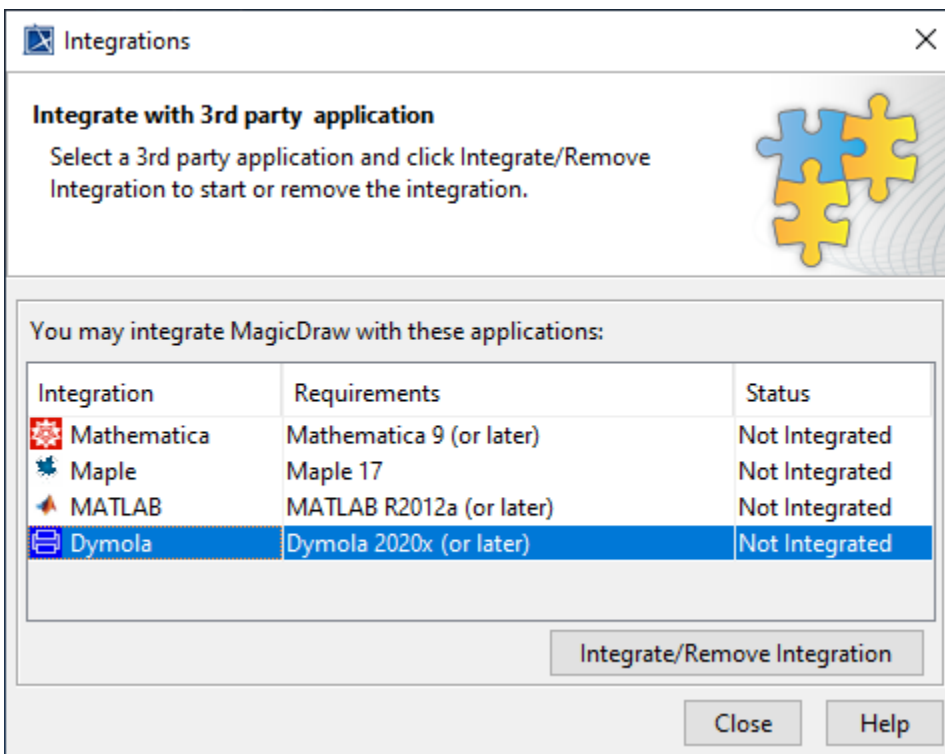 Integrations
Integrate with 3rd party application
Select a 3rd party application and click Integrate/Remove
Integration to start or remove the integration.
You may integrate MagicDraw with these applications:
Integration Requirements Status
Mathematica Mathematica 9 (or later) Not Integrated
Maple Maple 17 Not Integrated
MATLAB MATLAB R2012a (or later) Not Integrated
Dymola Dymola 2020x (or later) Not Integrated
Integrate/Remove Integration
Close Help